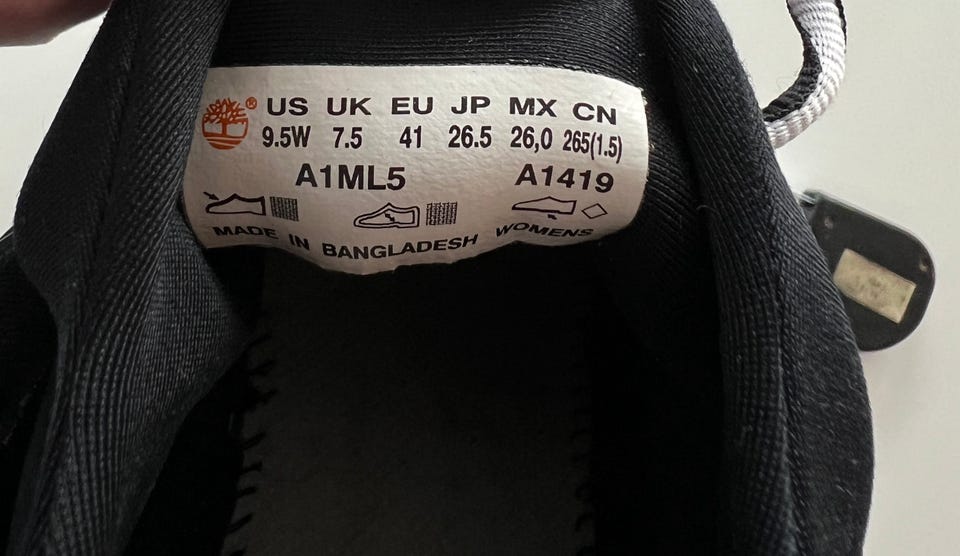 ® US UK EU JP MX CN
9.5W 7.5 41 26.5 26,0 265(1.5)
A1ML5 A1419
MADE IN BANGLADESH WOMENS